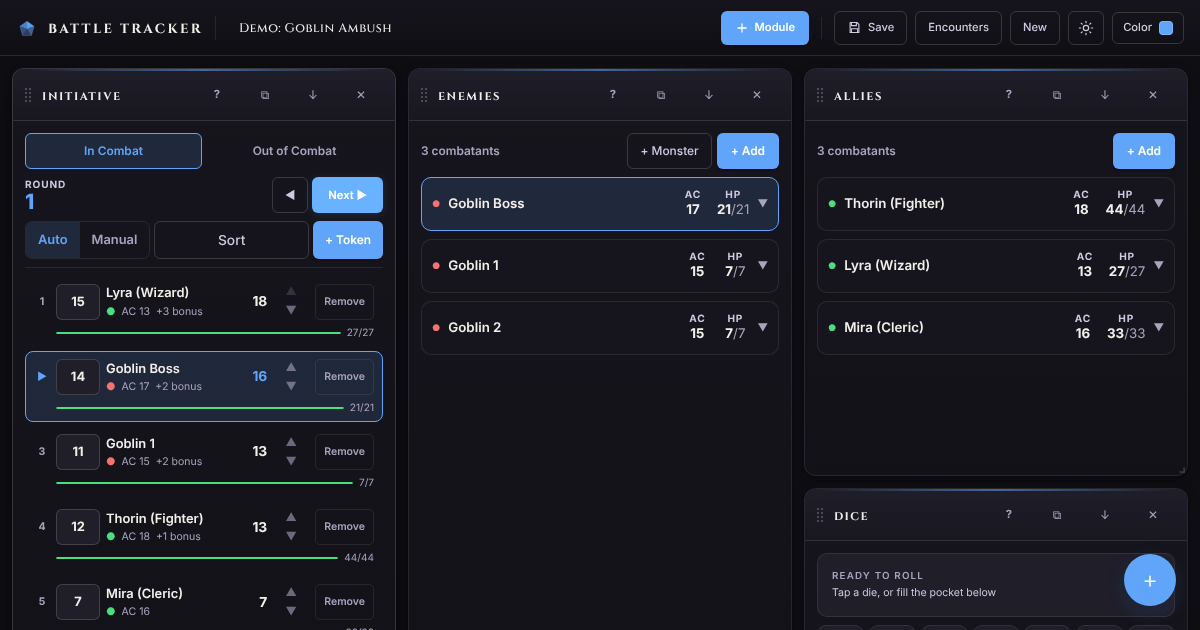 BATTLE TRACKER
DEMO: GOBLIN AMBUSH
+ Module
Save
Encounters
New
Color
INITIATIVE
?
In Combat
Out of Combat
ROUND
1
Next ▶
Auto
Manual
Sort
+ Token
1
15
Lyra (Wizard)
AC 13 +3 bonus
18
Remove
27/27
14
Goblin Boss
AC 17 +2 bonus
16
Remove
21/21
3
11
Goblin 1
AC 15 +2 bonus
13
Remove
7/7
4
12
Thorin (Fighter)
AC 18 +1 bonus
13
Remove
44/44
5
7
Mira (Cleric)
AC 16
7
Remove
ENEMIES
?
3 combatants
+ Monster
+ Add
Goblin Boss
AC
17
HP
21/21
Goblin 1
AC
15
HP
7/7
Goblin 2
AC
15
HP
7/7
ALLIES
?
3 combatants
+ Add
Thorin (Fighter)
AC
18
HP
44/44
Lyra (Wizard)
AC
13
HP
27/27
Mira (Cleric)
AC
16
HP
33/33
DICE
?
READY TO ROLL
Tap a die, or fill the pocket below
+